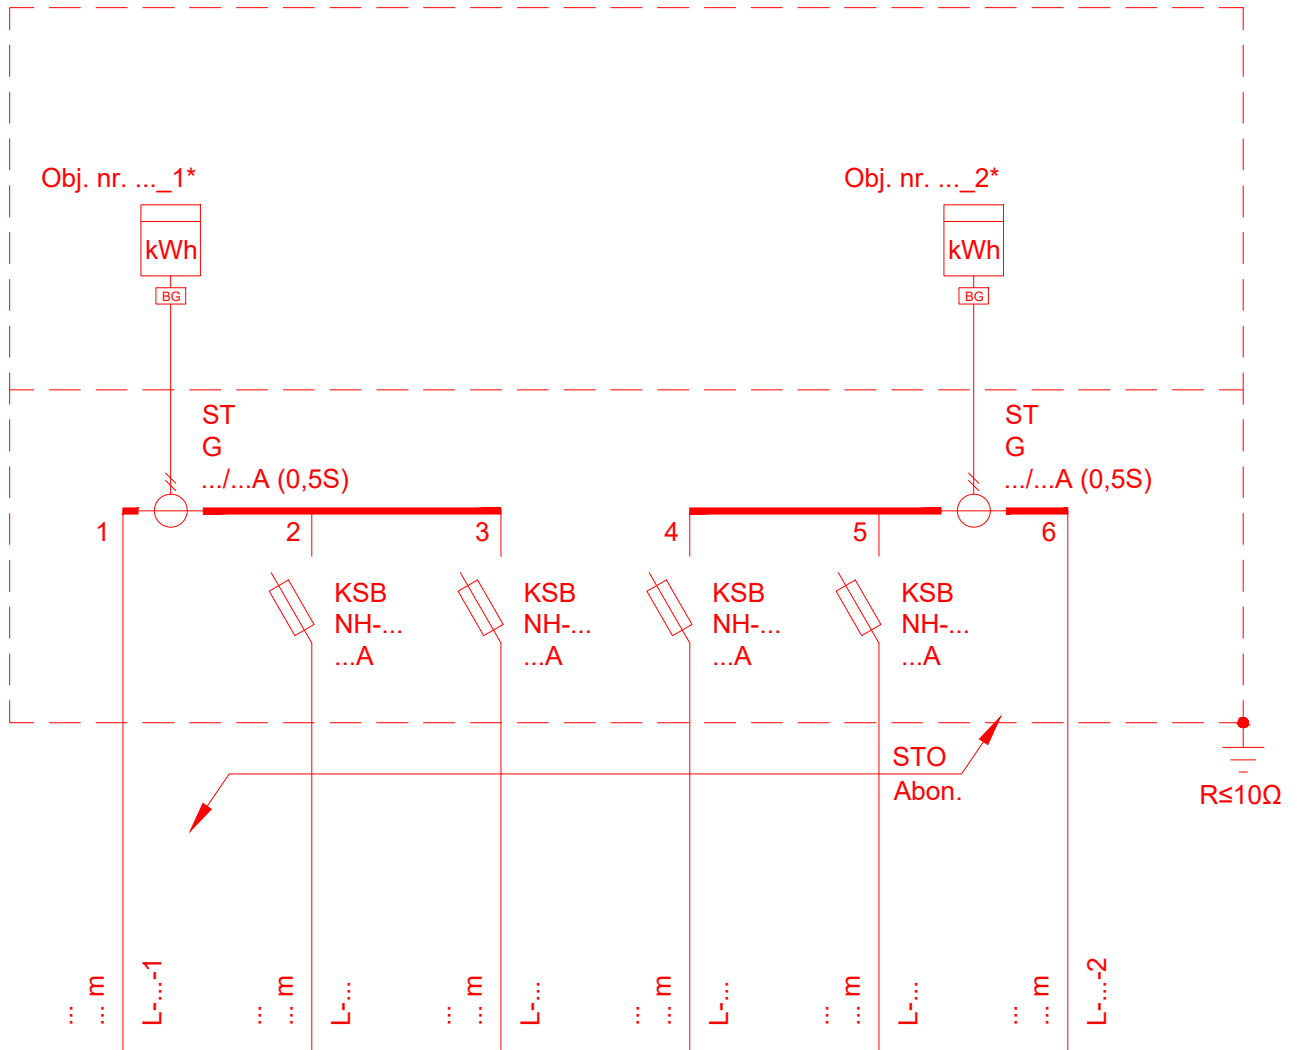 Obj. nr. ..._1*
Obj. nr. ..._2*
kWh
kWh
BG
BG
ST
G
.../...A (0,5S)
ST
G
.../...A (0,5S)
1
2
3
4
5
6
KSB
NH-...
...A
KSB
NH-...
...A
KSB
NH-...
...A
KSB
NH-...
...A
STO
Abon.
R≤10Ω
...
... m
L-...-1
...
... m
L-...
...
... m
L-...
...
... m
L-...
...
... m
L-...
...
... m
L-...-2